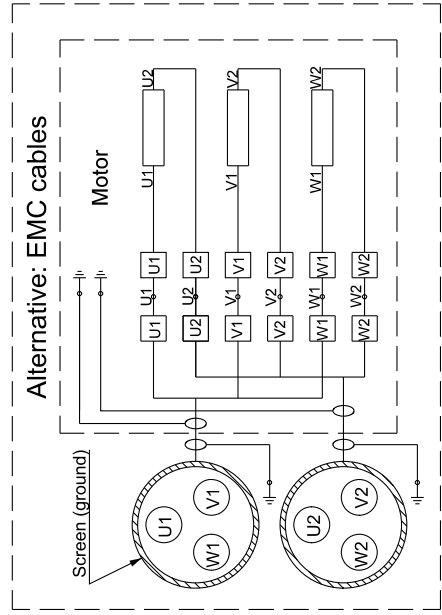 Alternative: EMC cables
Motor
U2
V2
W2
U1
V1
W1
U1
U2
V1
V2
W1
W2
U1
U2
V1
V2
W1
W2
U1
U2
V1
V2
W1
W2
Screen (ground)
U1
V1
W1
U2
V2
W2